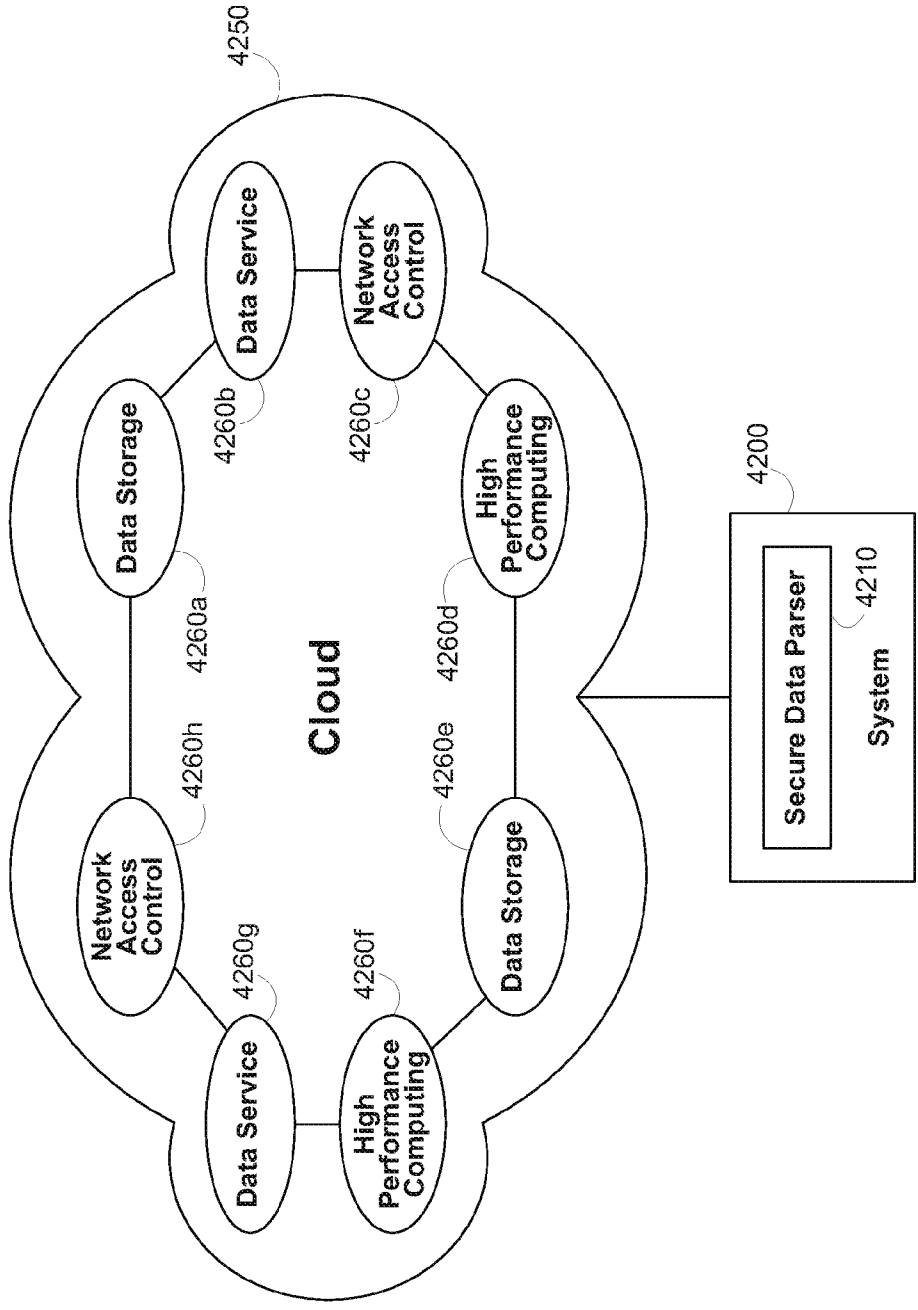 4250
Network
Access
Control
4260h
Data Storage
4260a
Data Service
4260g
Data Service
4260b
Cloud
High
Performance
Computing
4260f
Network
Access
Control
4260c
Data Storage
4260e
High
Performance
Computing
4260d
4200
Secure Data Parser
4210
System